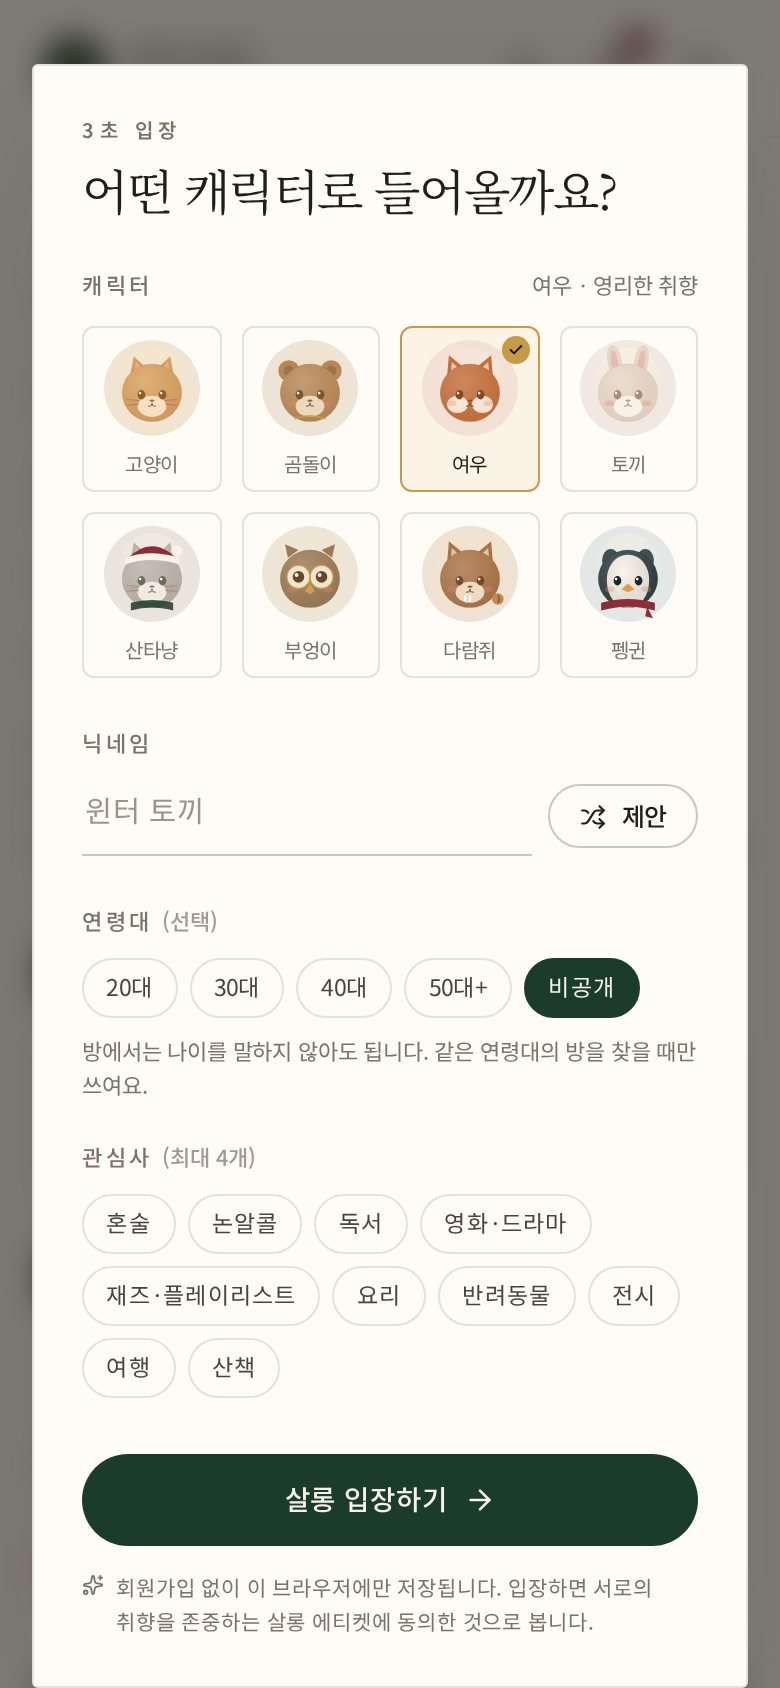 3초 입장
어떤 캐릭터로 들어올까요?
캐릭터
여우 · 영리한 취향
고양이
곰돌이
여우
토끼
산타냥
부엉이
다람쥐
펭귄
닉네임
윈터 토끼
제안
연령대 (선택)
20대
30대
40대
50대+
비공개
방에서는 나이를 말하지 않아도 됩니다. 같은 연령대의 방을 찾을 때만
쓰여요.
관심사 (최대 4개)
혼술
논알콜
독서
영화·드라마
재즈·플레이리스트
요리
반려동물
전시
여행
산책
살롱 입장하기 →
회원가입 없이 이 브라우저에만 저장됩니다. 입장하면 서로의
취향을 존중하는 살롱 에티켓에 동의한 것으로 봅니다.